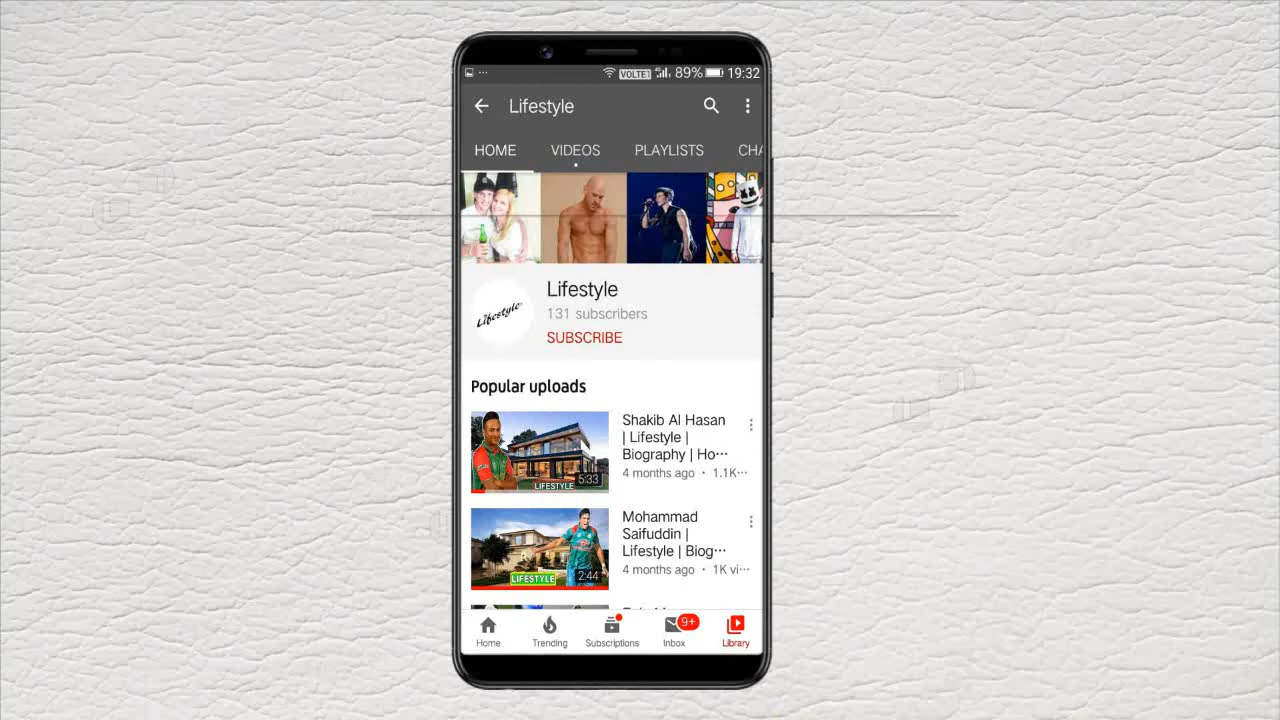 VOLTE1 89% 19:32
Lifestyle
HOME VIDEOS PLAYLISTS CHA
Lifestyle
Lifestyle
131 subscribers
SUBSCRIBE
Popular uploads
Shakib Al Hasan
| Lifestyle |
Biography | Ho···
4 months ago · 1.1K···
5:33
LIFESTYLE
Mohammad
Saifuddin |
Lifestyle | Biog···
4 months ago · 1K vi···
LIFESTYLE
2:44
Home Trending Subscriptions Inbox 9+ Library